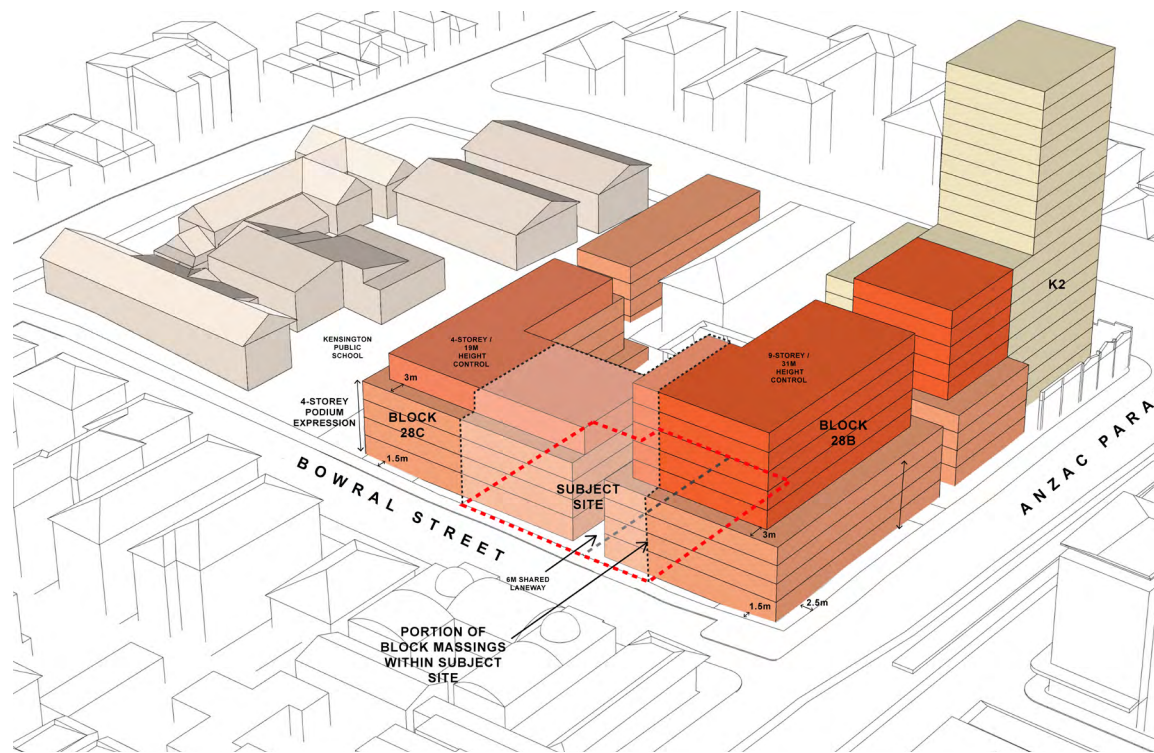 K2
KENSINGTON
PUBLIC
SCHOOL
4-STOREY /
19M
HEIGHT
CONTROL
9-STOREY /
31M
HEIGHT
CONTROL
3m
4-STOREY
PODIUM
EXPRESSION
BLOCK
28C
BLOCK
28B
1.5m
BOWRAL STREET
SUBJECT
SITE
ANZAC PARA
3m
6M SHARED
LANEWAY
1.5m
2.5m
PORTION OF
BLOCK MASSINGS
WITHIN SUBJECT
SITE